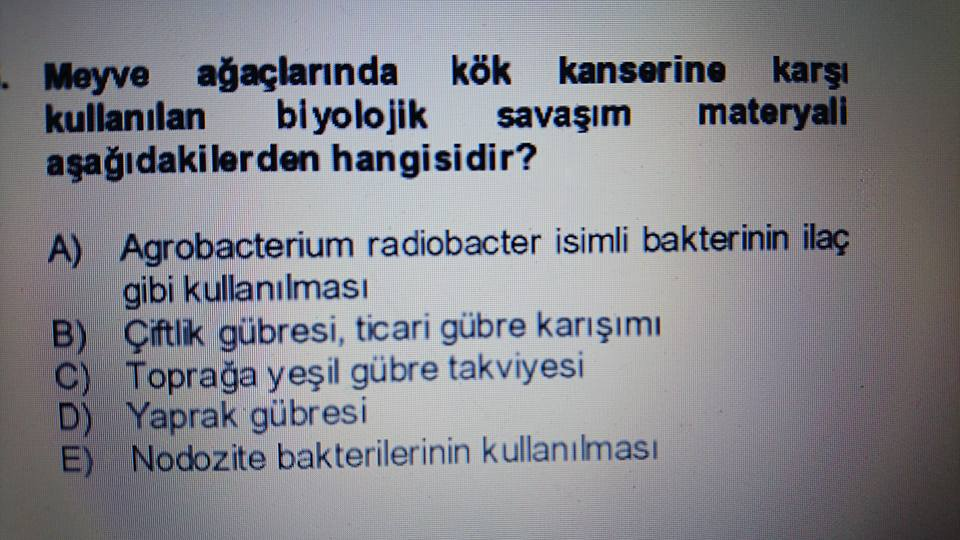 . Meyve ağaçlarında kök kanserine karşı
kullanılan biyolojik savaşım materyali
aşağıdakilerden hangisidir?
A) Agrobacterium radiobacter isimli bakterinin ilaç
gibi kullanılması
B) Çiftlik gübresi, ticari gübre karışımı
C) Toprağa yeşil gübre takviyesi
D) Yaprak gübresi
E) Nodozite bakterilerinin kullanılması